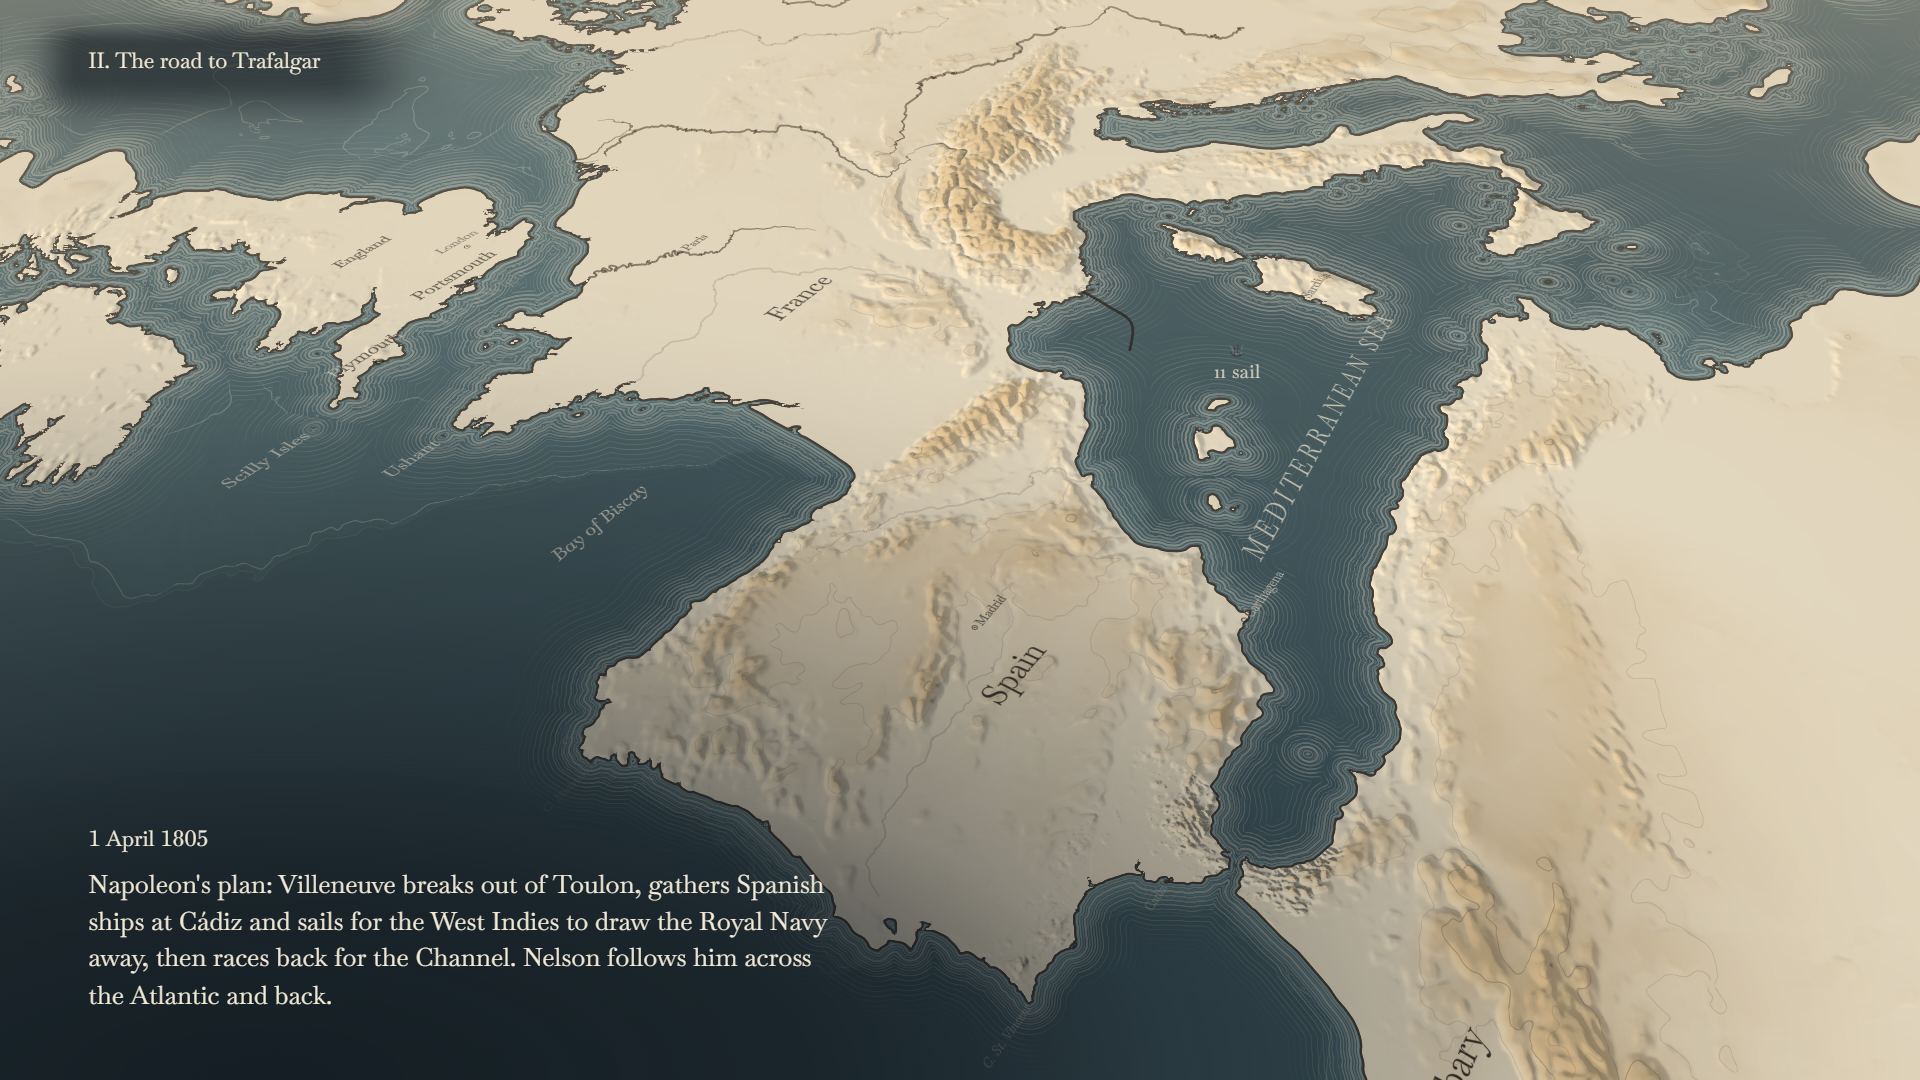 II. The road to Trafalgar
England
London
Portsmouth
Paris
France
Plymouth
11 sail
MEDITERRANEAN SEA
Scilly Isles
Ushant
Bay of Biscay
Cartagena
Madrid
Spain
1 April 1805
Napoleon's plan: Villeneuve breaks out of Toulon, gathers Spanish
ships at Cádiz and sails for the West Indies to draw the Royal Navy
away, then races back for the Channel. Nelson follows him across
the Atlantic and back.